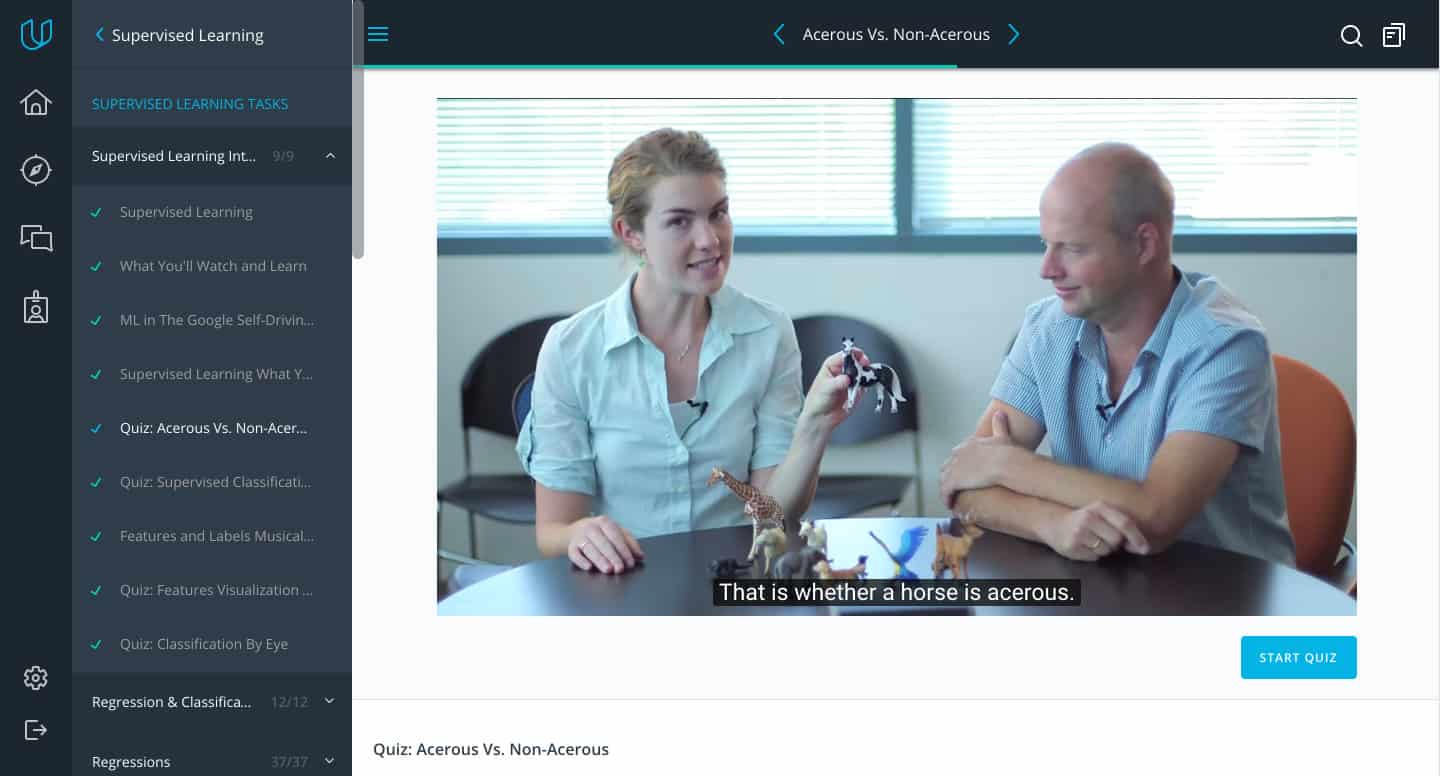 Supervised Learning
SUPERVISED LEARNING TASKS
Supervised Learning Int... 9/9
Supervised Learning
What You'll Watch and Learn
ML in The Google Self-Drivin...
Supervised Learning What Y...
Quiz: Acerous Vs. Non-Acer...
Quiz: Supervised Classificati...
Features and Labels Musical...
Quiz: Features Visualization ...
Quiz: Classification By Eye
Regression & Classifica... 12/12
Regressions 37/37
Acerous Vs. Non-Acerous
That is whether a horse is acerous.
START QUIZ
Quiz: Acerous Vs. Non-Acerous